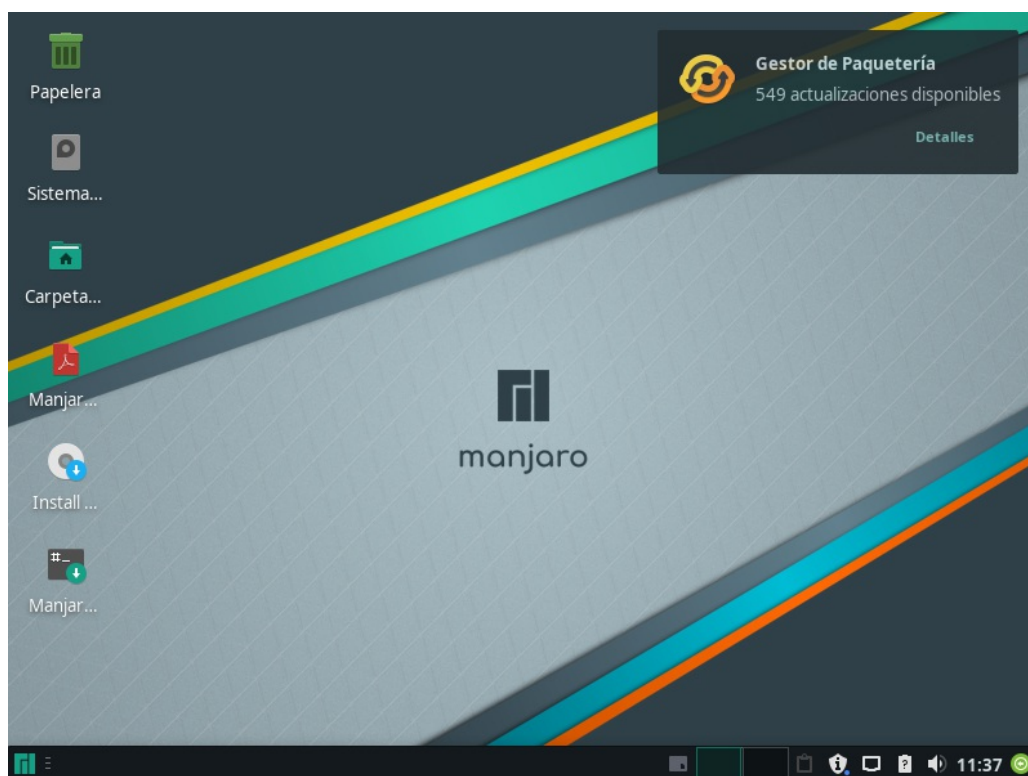 Papelera
Sistema...
Carpeta...
Manjar...
Install ...
#_
Manjar...
Gestor de Paquetería
549 actualizaciones disponibles
Detalles
manjaro
11:37